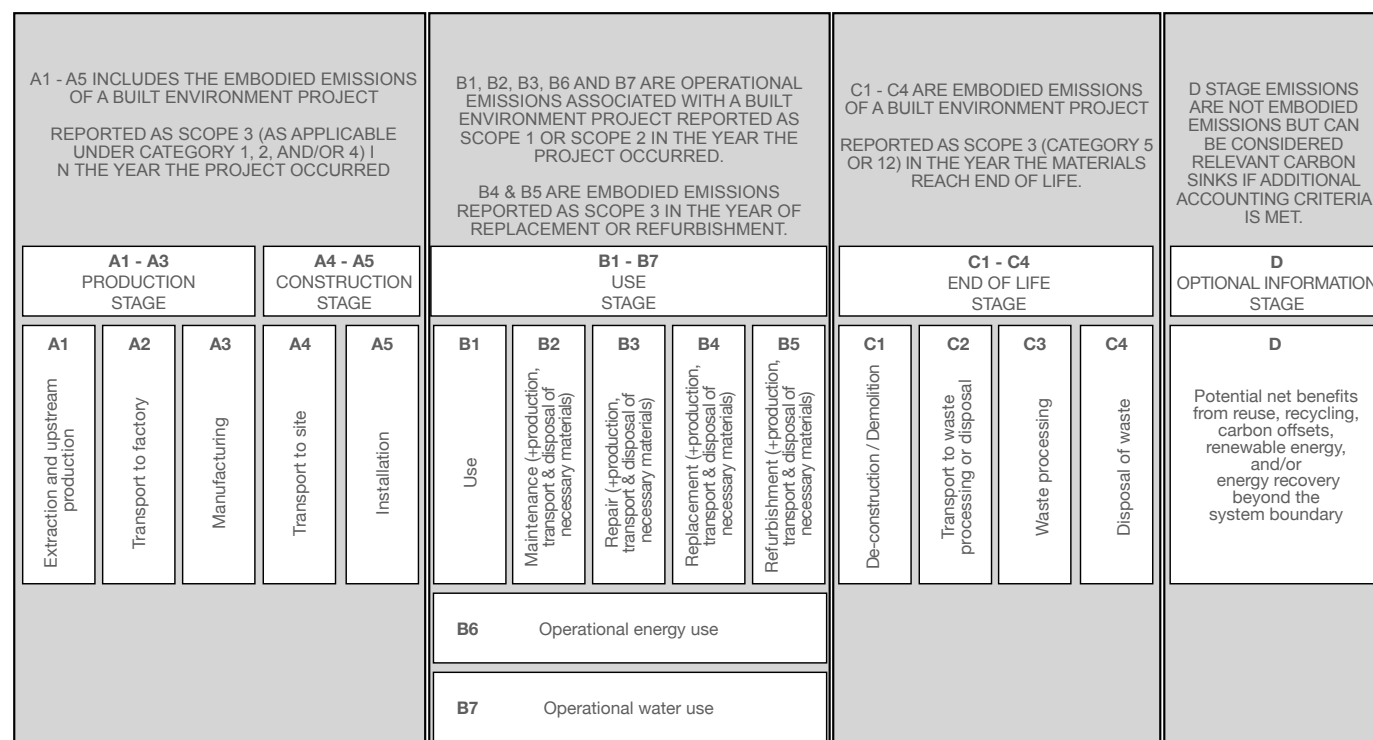 A1 - A5 INCLUDES THE EMBODIED EMISSIONS
OF A BUILT ENVIRONMENT PROJECT
REPORTED AS SCOPE 3 (AS APPLICABLE
UNDER CATEGORY 1, 2, AND/OR 4) I
N THE YEAR THE PROJECT OCCURRED
B1, B2, B3, B6 AND B7 ARE OPERATIONAL
EMISSIONS ASSOCIATED WITH A BUILT
ENVIRONMENT PROJECT REPORTED AS
SCOPE 1 OR SCOPE 2 IN THE YEAR THE
PROJECT OCCURRED.
B4 & B5 ARE EMBODIED EMISSIONS
REPORTED AS SCOPE 3 IN THE YEAR OF
REPLACEMENT OR REFURBISHMENT.
C1 - C4 ARE EMBODIED EMISSIONS
OF A BUILT ENVIRONMENT PROJECT
REPORTED AS SCOPE 3 (CATEGORY 5
OR 12) IN THE YEAR THE MATERIALS
REACH END OF LIFE.
D STAGE EMISSIONS
ARE NOT EMBODIED
EMISSIONS BUT CAN
BE CONSIDERED
RELEVANT CARBON
SINKS IF ADDITIONAL
ACCOUNTING CRITERIA
IS MET.
A1 - A3
PRODUCTION
STAGE
A4 - A5
CONSTRUCTION
STAGE
B1 - B7
USE
STAGE
C1 - C4
END OF LIFE
STAGE
D
OPTIONAL INFORMATION
STAGE
A1
Extraction and upstream
production
A2
Transport to factory
A3
Manufacturing
A4
Transport to site
A5
Installation
B1
Use
B2
Maintenance (+production,
transport & disposal of
necessary materials)
B3
Repair (+production,
transport & disposal of
necessary materials)
B4
Replacement (+production,
transport & disposal of
necessary materials)
B5
Refurbishment (+production,
transport & disposal of
necessary materials)
C1
De-construction / Demolition
C2
Transport to waste
processing or disposal
C3
Waste processing
C4
Disposal of waste
D
Potential net benefits
from reuse, recycling,
carbon offsets,
renewable energy,
and/or
energy recovery
beyond the
system boundary
B6 Operational energy use
B7 Operational water use